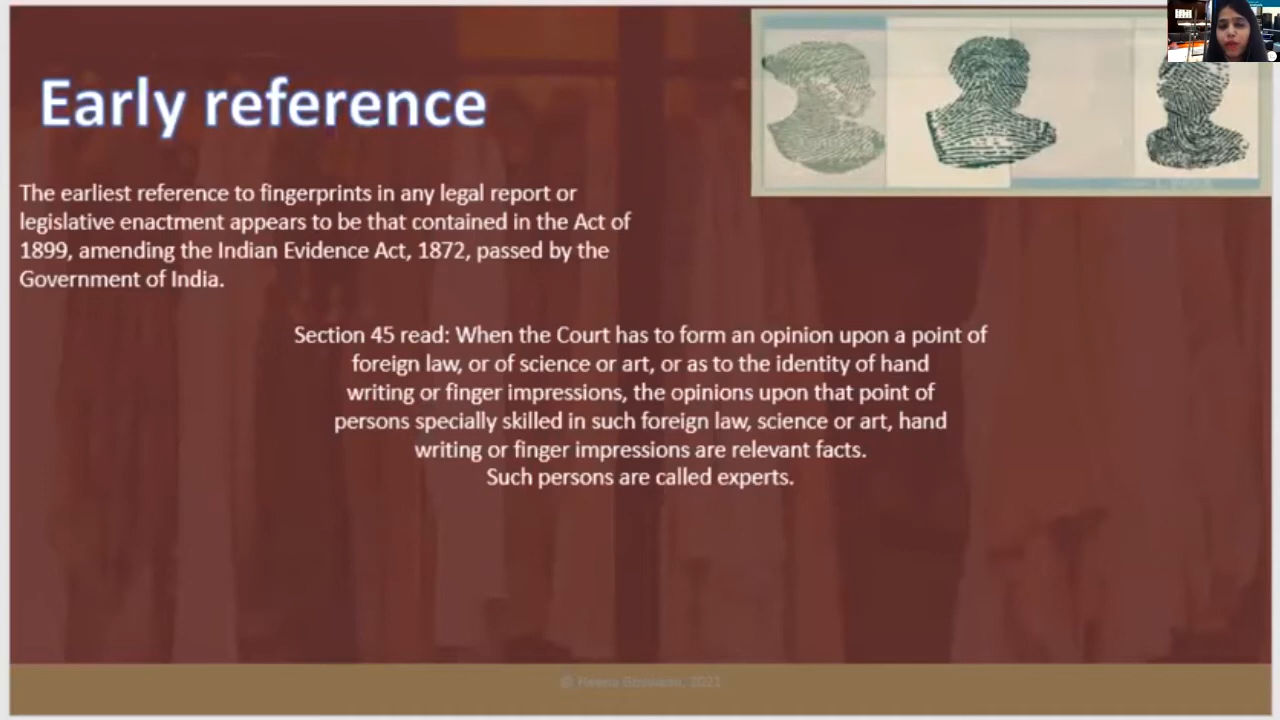 Early reference
The earliest reference to fingerprints in any legal report or
legislative enactment appears to be that contained in the Act of
1899, amending the Indian Evidence Act, 1872, passed by the
Government of India.
Section 45 read: When the Court has to form an opinion upon a point of
foreign law, or of science or art, or as to the identity of hand
writing or finger impressions, the opinions upon that point of
persons specially skilled in such foreign law, science or art, hand
writing or finger impressions are relevant facts.
Such persons are called experts.
2021